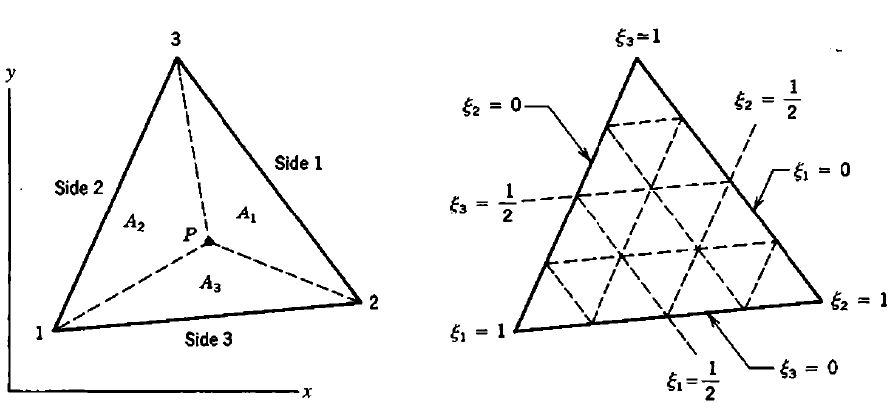 y
3
Side 1
Side 2
A₁
A₂
P
A₃
1
2
Side 3
x
ξ₃=1
ξ₂ = 0
ξ₂ = 1/2
ξ₁ = 0
ξ₃ = 1/2
ξ₁ = 1
ξ₂ = 1
ξ₃ = 0
ξ₁ = 1/2